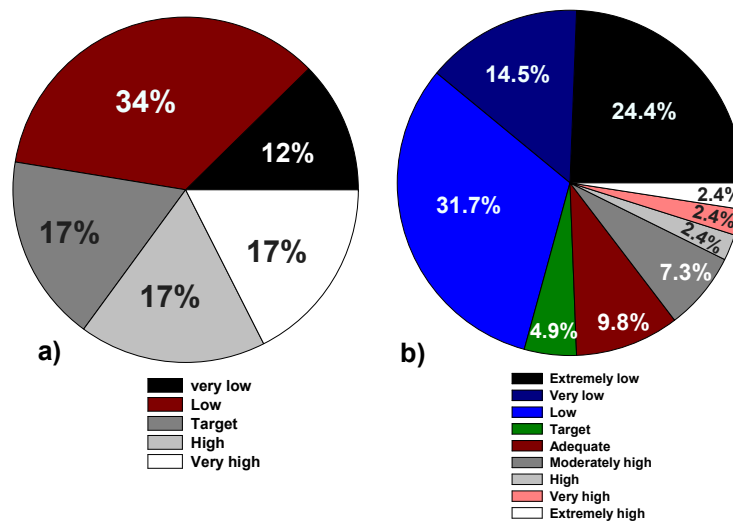 34%
12%
17%
17%
17%
a)
very low
Low
Target
High
Very high
14.5%
24.4%
31.7%
2.4%
2.4%
2.4%
7.3%
9.8%
4.9%
b)
Extremely low
Very low
Low
Target
Adequate
Moderately high
High
Very high
Extremely high